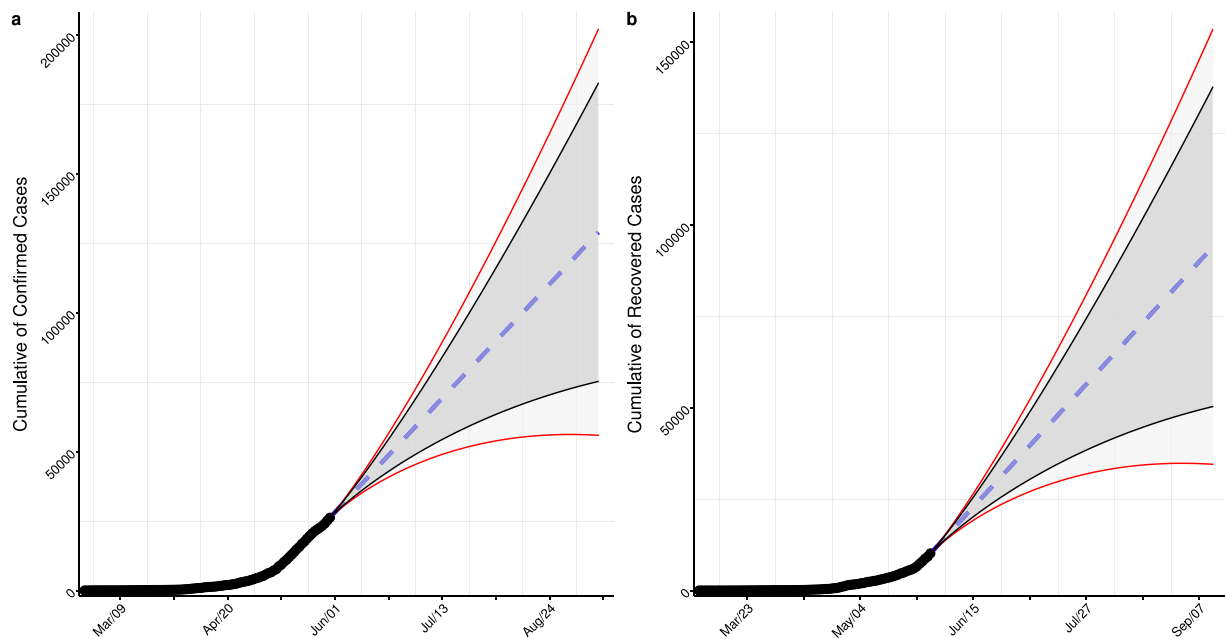 a
Cumulative of Confirmed Cases
200000
150000
100000
50000
0
Mar/09
Apr/20
Jun/01
Jul/13
Aug/24
b
Cumulative of Recovered Cases
150000
100000
50000
0
Mar/23
May/04
Jun/15
Jul/27
Sep/07